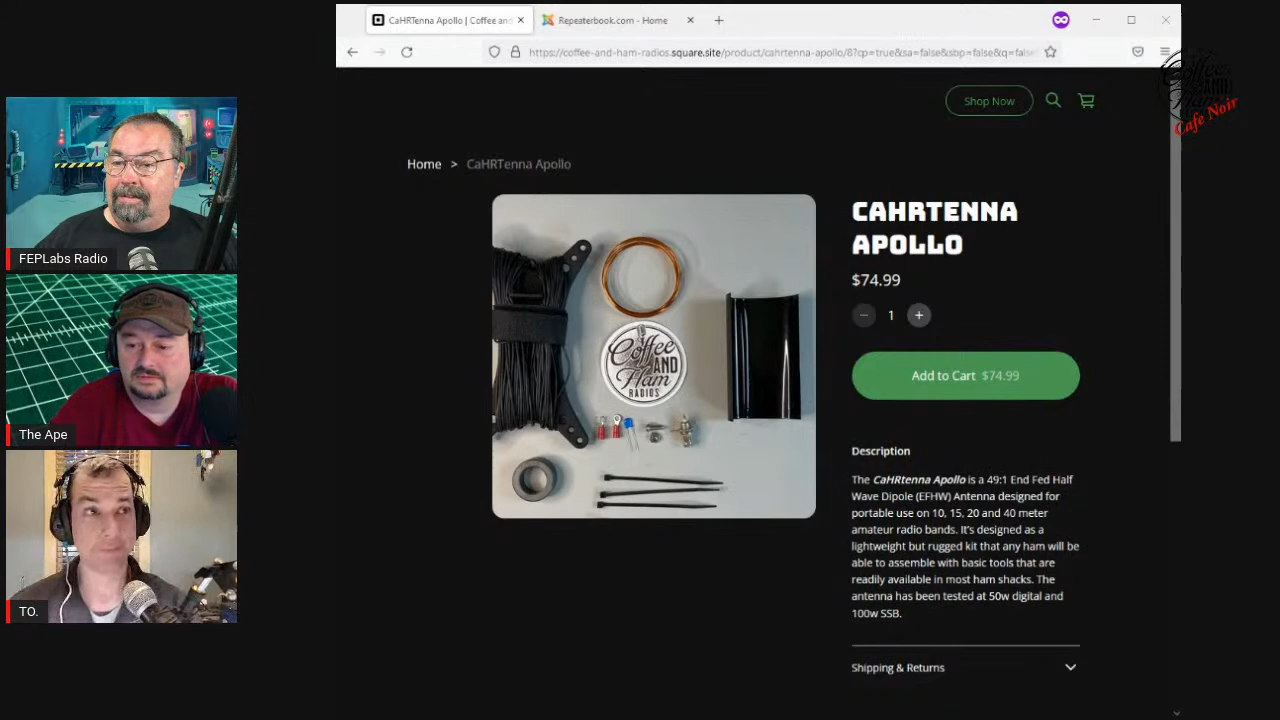 CaHRTenna Apollo | Coffee and
Repeaterbook.com - Home
https://coffee-and-ham-radios.square.site/product/cahrtenna-apollo/8?cp=true&sa=false&sbp=false&q=false
Coffee
AND
Ham
Cafe Noir
Shop Now
Home > CaHRTenna Apollo
CAHRTENNA
APOLLO
$74.99
1
Add to Cart $74.99
Coffee
AND
Ham
RADIOS
Description
The CaHRtenna Apollo is a 49:1 End Fed Half
Wave Dipole (EFHW) Antenna designed for
portable use on 10, 15, 20 and 40 meter
amateur radio bands. It's designed as a
lightweight but rugged kit that any ham will be
able to assemble with basic tools that are
readily available in most ham shacks. The
antenna has been tested at 50w digital and
100w SSB.
Shipping & Returns
FEPLabs Radio
The Ape
TO.